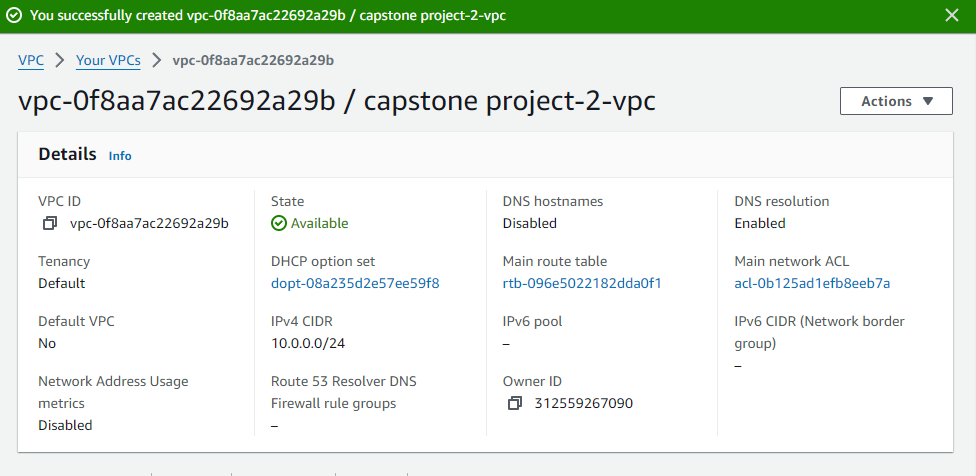 You successfully created vpc-0f8aa7ac22692a29b / capstone project-2-vpc
VPC > Your VPCs > vpc-0f8aa7ac22692a29b
vpc-0f8aa7ac22692a29b / capstone project-2-vpc
Actions
Details Info
VPC ID
vpc-0f8aa7ac22692a29b
State
Available
DNS hostnames
Disabled
DNS resolution
Enabled
Tenancy
Default
DHCP option set
dopt-08a235d2e57ee59f8
Main route table
rtb-096e5022182dda0f1
Main network ACL
acl-0b125ad1efb8eeb7a
Default VPC
No
IPv4 CIDR
10.0.0.0/24
IPv6 pool
–
IPv6 CIDR (Network border
group)
–
Network Address Usage
metrics
Disabled
Route 53 Resolver DNS
Firewall rule groups
–
Owner ID
312559267090